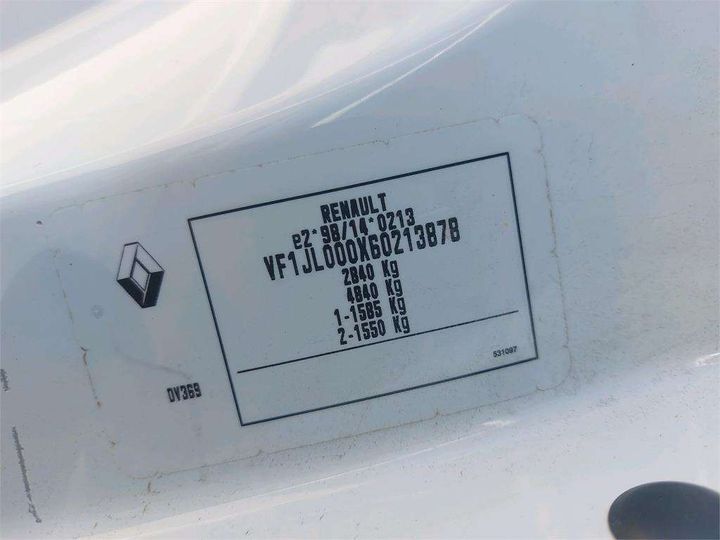 RENAULT
e2*98/14*0213
VF1JL000X60213878
2840 Kg
4840 Kg
1-1585 Kg
2-1550 Kg
531097
DV369